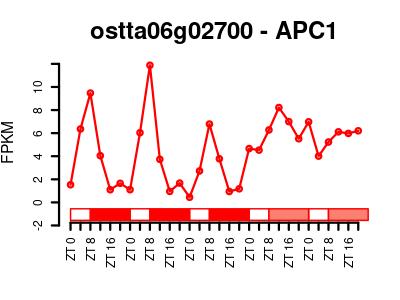 ostta06g02700 - APC1
FPKM
10
8
6
4
2
0
-2
ZT 0
ZT 8
ZT 16
ZT 0
ZT 8
ZT 16
ZT 0
ZT 8
ZT 16
ZT 0
ZT 8
ZT 16
ZT 0
ZT 8
ZT 16